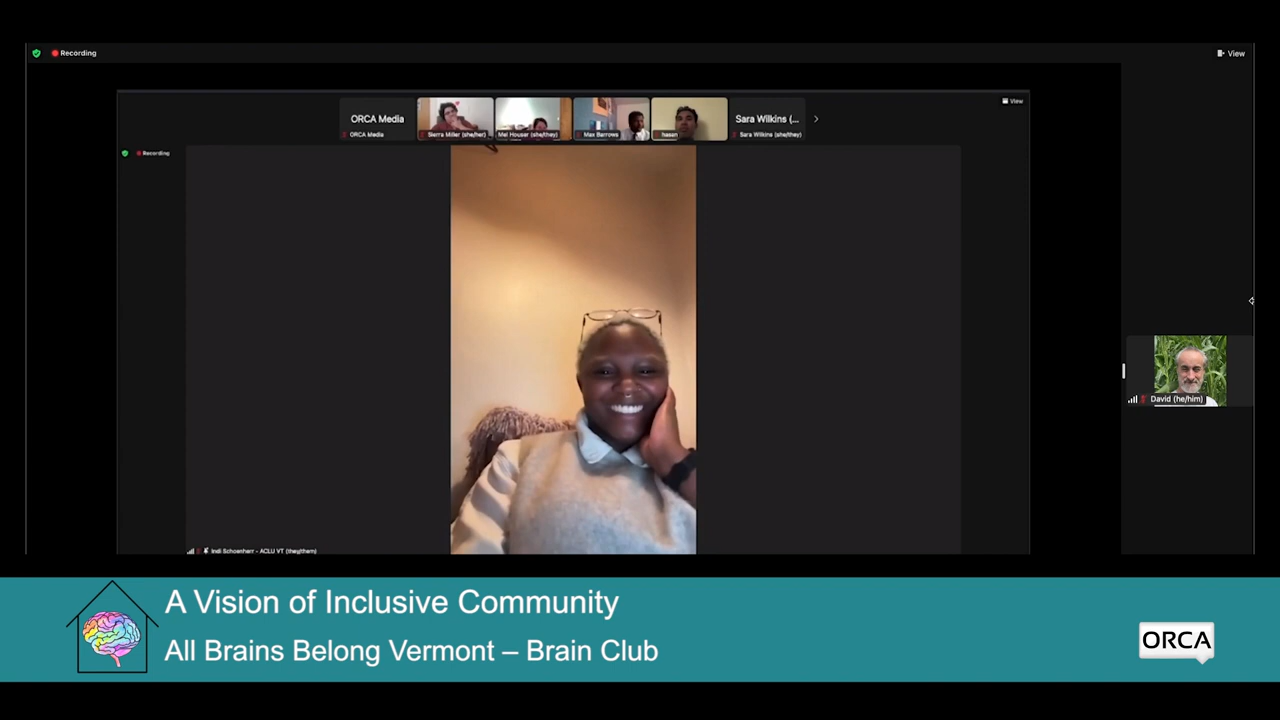 Recording
View
ORCA Media
Sara Wilkins (...
ORCA Media
Sierra Miller (she/her)
Mel Houser (she/they)
Max Barrows
hasan
Sara Wilkins (she/they)
View
Recording
David (he/him)
Indi Schoenherr - ACLU VT (they/them)
A Vision of Inclusive Community
All Brains Belong Vermont – Brain Club
ORCA